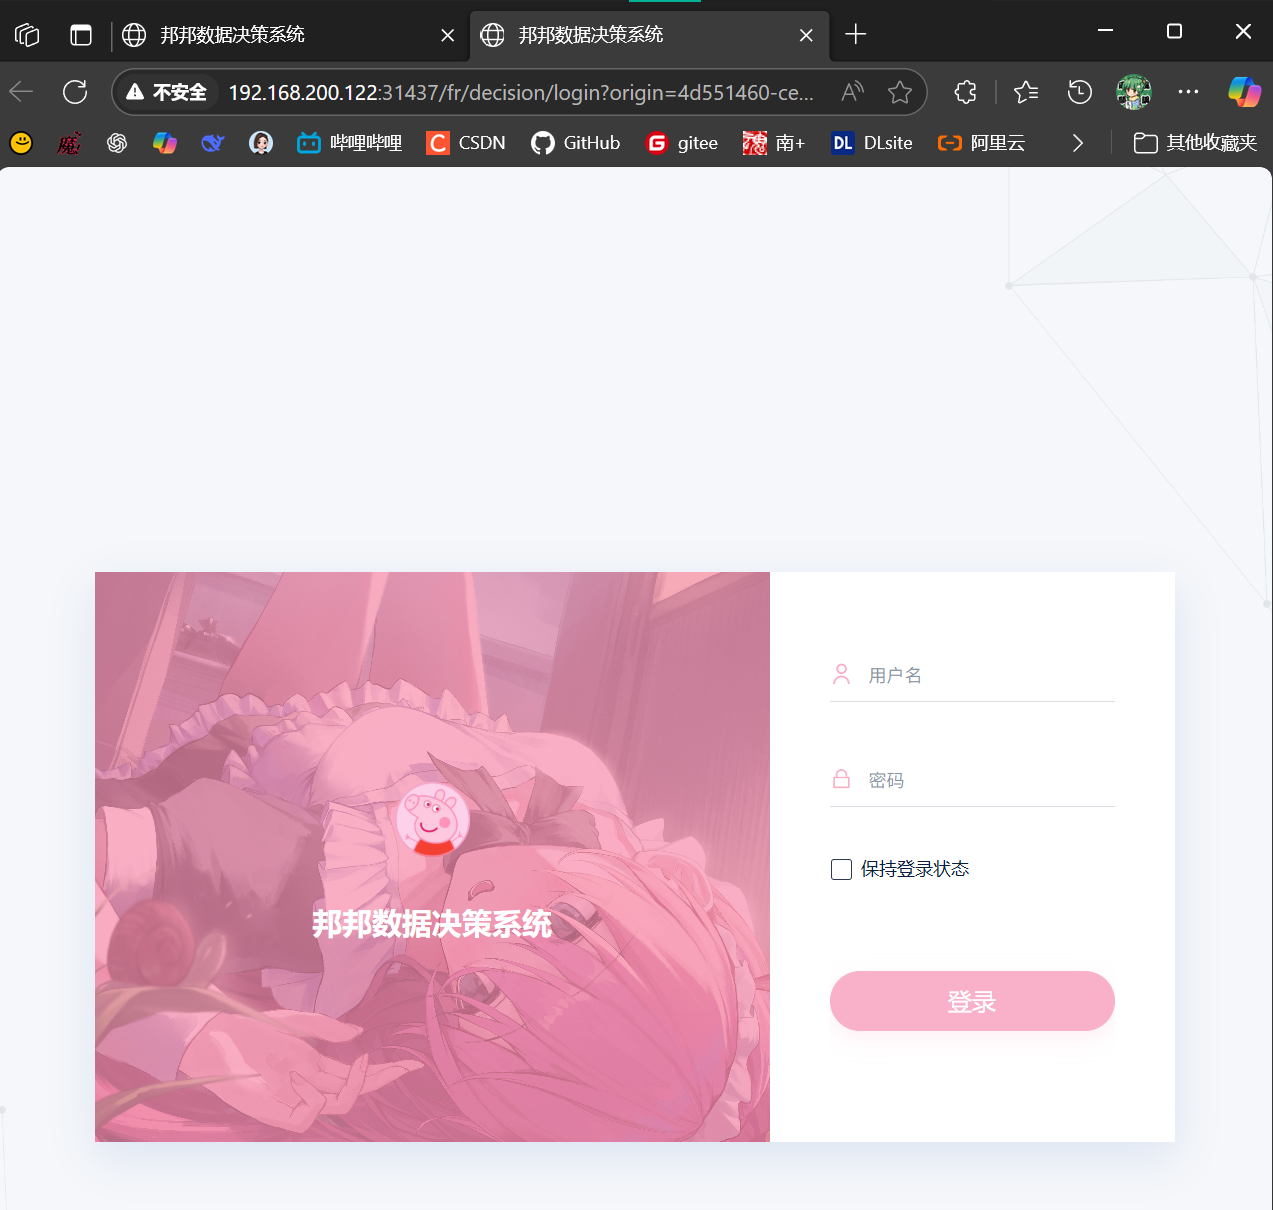 邦邦数据决策系统
邦邦数据决策系统
不安全 192.168.200.122:31437/fr/decision/login?origin=4d551460-ce...
魔
哔哩哔哩
C CSDN
GitHub
G gitee
南+
DL DLsite
阿里云
其他收藏夹
邦邦数据决策系统
用户名
密码
保持登录状态
登录